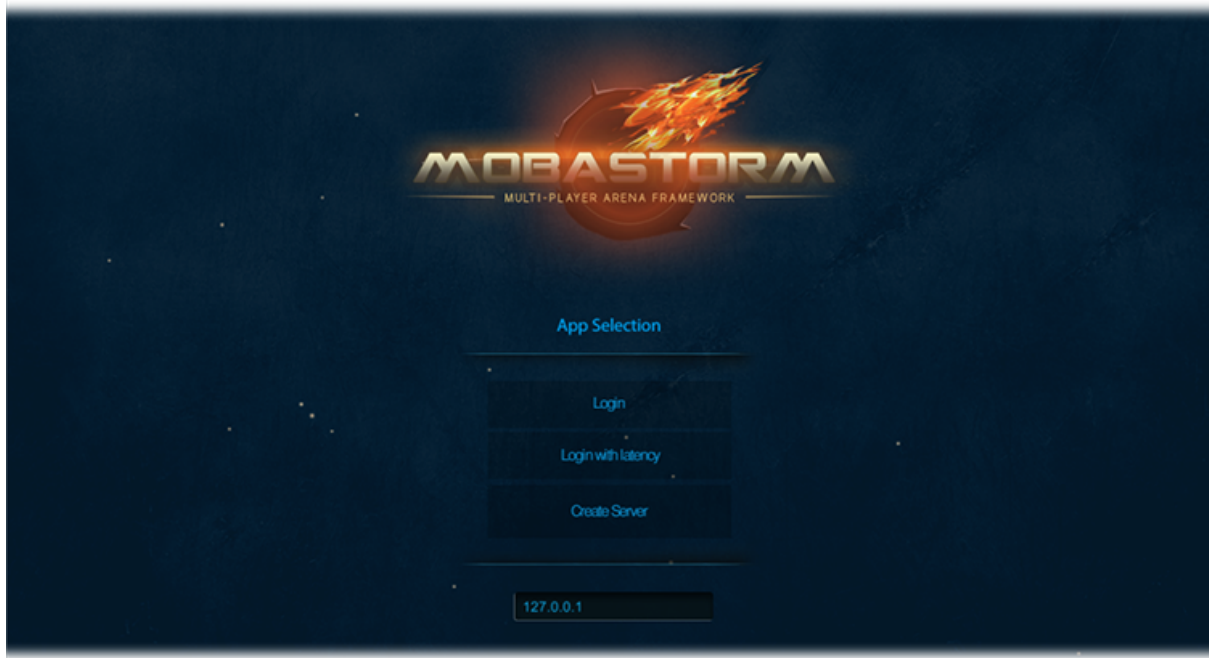 MOBASTORM
MULTI-PLAYER ARENA FRAMEWORK
App Selection
Login
Login with latency
Create Server
127.0.0.1